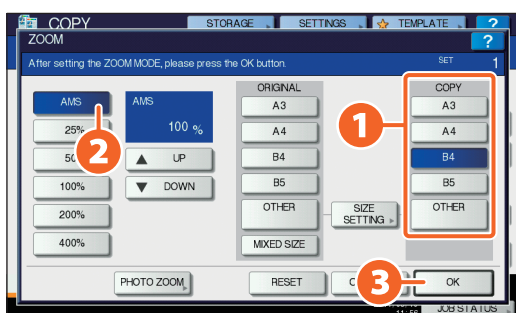 COPY
STORAGE
SETTINGS
TEMPLATE
?
ZOOM
?
After setting the ZOOM MODE, please press the OK button.
SET 1
AMS
25%
100%
200%
400%
2
AMS
100 %
UP
DOWN
ORIGINAL
A3
A4
B4
B5
OTHER
MIXED SIZE
SIZE
SETTING
1
COPY
A3
A4
B4
B5
OTHER
PHOTO ZOOM
RESET
3
OK
JOB STATUS